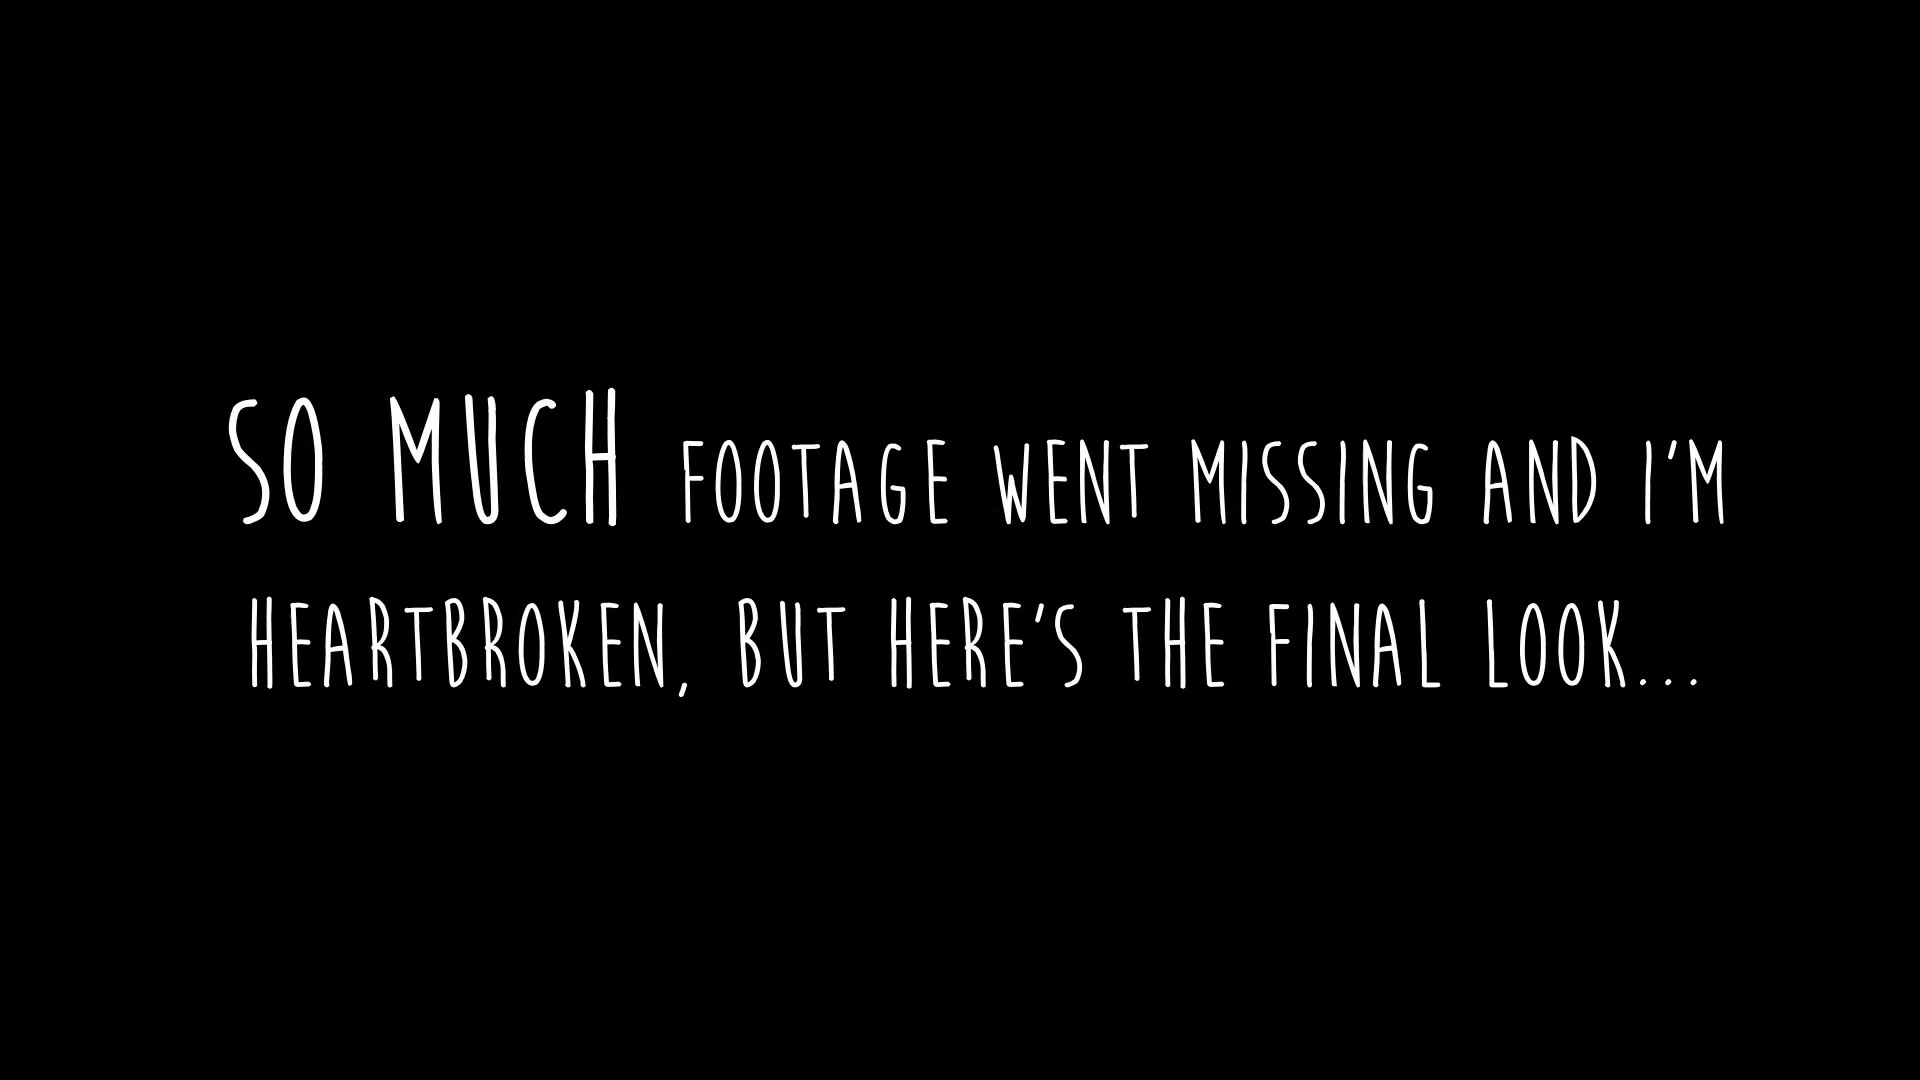 SO MUCH FOOTAGE WENT MISSING AND I'M
HEARTBROKEN, BUT HERE'S THE FINAL LOOK...